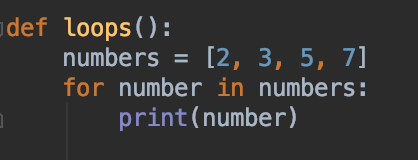 def loops():
    numbers = [2, 3, 5, 7]
    for number in numbers:
        print(number)